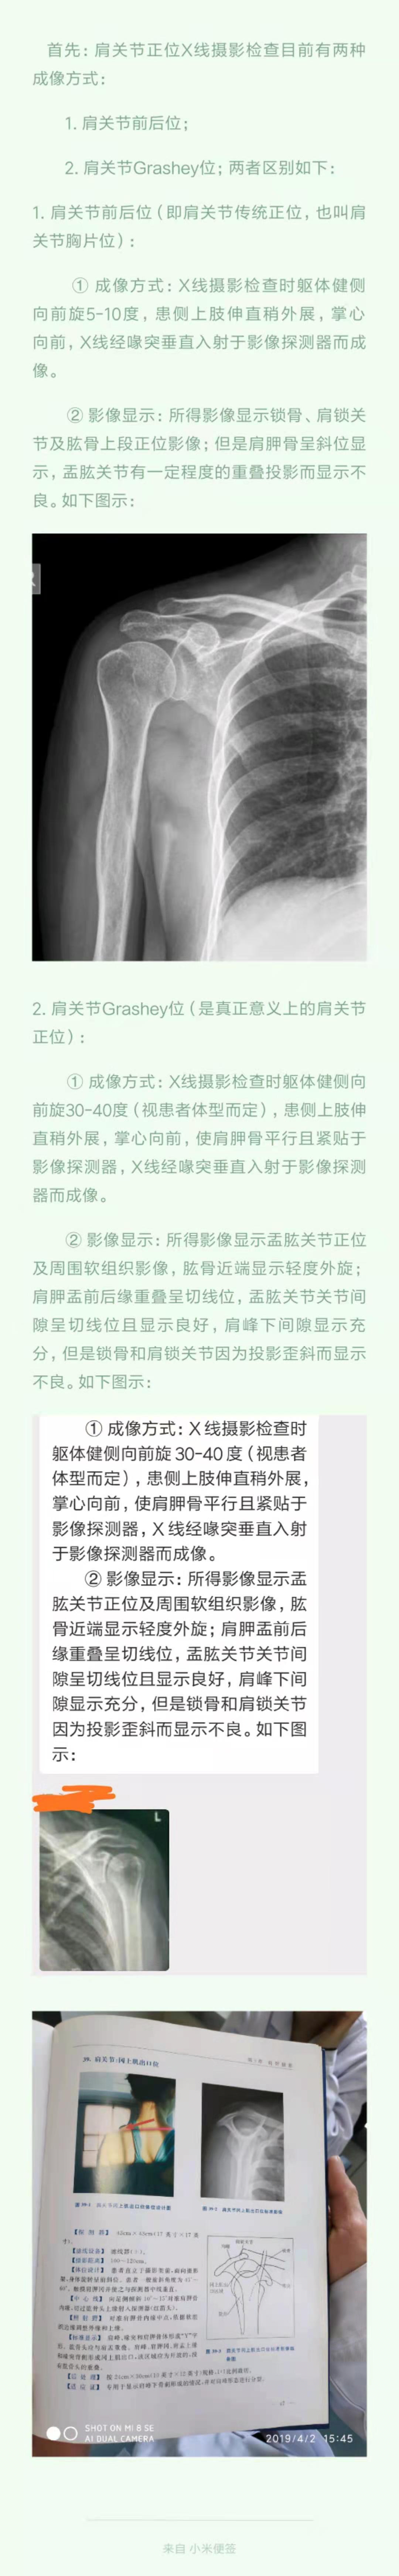 首先：肩关节正位X线摄影检查目前有两种
成像方式：
1. 肩关节前后位；
2. 肩关节Grashey位；两者区别如下：
1. 肩关节前后位（即肩关节传统正位，也叫肩
关节胸片位）：
① 成像方式：X线摄影检查时躯体健侧
向前旋5-10度，患侧上肢伸直稍外展，掌心
向前，X线经喙突垂直入射于影像探测器而成
像。
② 影像显示：所得影像显示锁骨、肩锁关
节及肱骨上段正位影像；但是肩胛骨呈斜位显
示，盂肱关节有一定程度的重叠投影而显示不
良。如下图示：
2. 肩关节Grashey位（是真正意义上的肩关节
正位）：
① 成像方式：X线摄影检查时躯体健侧向
前旋30-40度（视患者体型而定），患侧上肢伸
直稍外展，掌心向前，使肩胛骨平行且紧贴于
影像探测器，X线经喙突垂直入射于影像探测
器而成像。
② 影像显示：所得影像显示盂肱关节正位
及周围软组织影像，肱骨近端显示轻度外旋；
肩胛盂前后缘重叠呈切线位，盂肱关节关节间
隙呈切线位且显示良好，肩峰下间隙显示充
分，但是锁骨和肩锁关节因为投影歪斜而显示
不良。如下图示：
① 成像方式：X 线摄影检查时
躯体健侧向前旋 30-40 度（视患者
体型而定），患侧上肢伸直稍外展，
掌心向前，使肩胛骨平行且紧贴于
影像探测器，X 线经喙突垂直入射
于影像探测器而成像。
② 影像显示：所得影像显示盂
肱关节正位及周围软组织影像，肱
骨近端显示轻度外旋；肩胛盂前后
缘重叠呈切线位，盂肱关节关节间
隙呈切线位且显示良好，肩峰下间
隙显示充分，但是锁骨和肩锁关节
因为投影歪斜而显示不良。如下图
示：
L
39. 肩关节：冈上肌出口位
SHOT ON MI 8 SE
AI DUAL CAMERA
2019/4/2 15:45
来自 小米便签